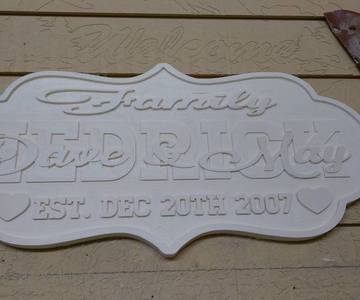 Welcome
Family
Dave & May
EST. DEC 20TH 2007